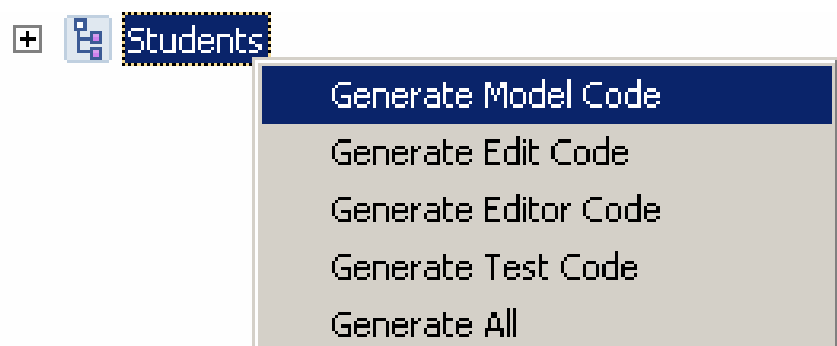 Students
Generate Model Code
Generate Edit Code
Generate Editor Code
Generate Test Code
Generate All